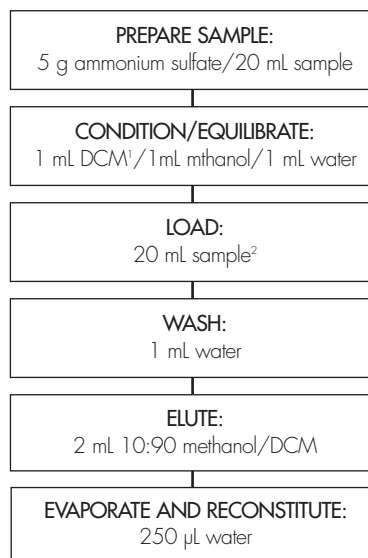 PREPARE SAMPLE:
5 g ammonium sulfate/20 mL sample
CONDITION/EQUILIBRATE:
1 mL DCM¹/1mL mthanol/1 mL water
LOAD:
20 mL sample²
WASH:
1 mL water
ELUTE:
2 mL 10:90 methanol/DCM
EVAPORATE AND RECONSTITUTE:
250 µL water